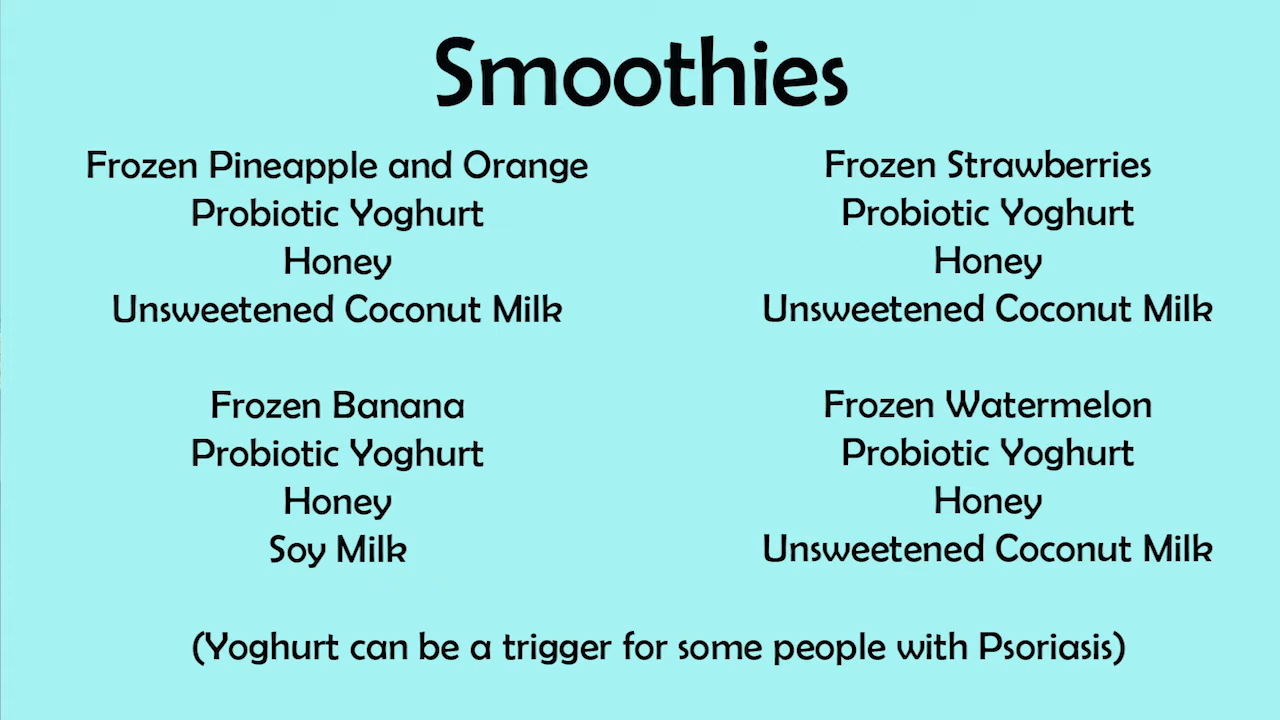 Smoothies
Frozen Pineapple and Orange
Probiotic Yoghurt
Honey
Unsweetened Coconut Milk
Frozen Strawberries
Probiotic Yoghurt
Honey
Unsweetened Coconut Milk
Frozen Banana
Probiotic Yoghurt
Honey
Soy Milk
Frozen Watermelon
Probiotic Yoghurt
Honey
Unsweetened Coconut Milk
(Yoghurt can be a trigger for some people with Psoriasis)